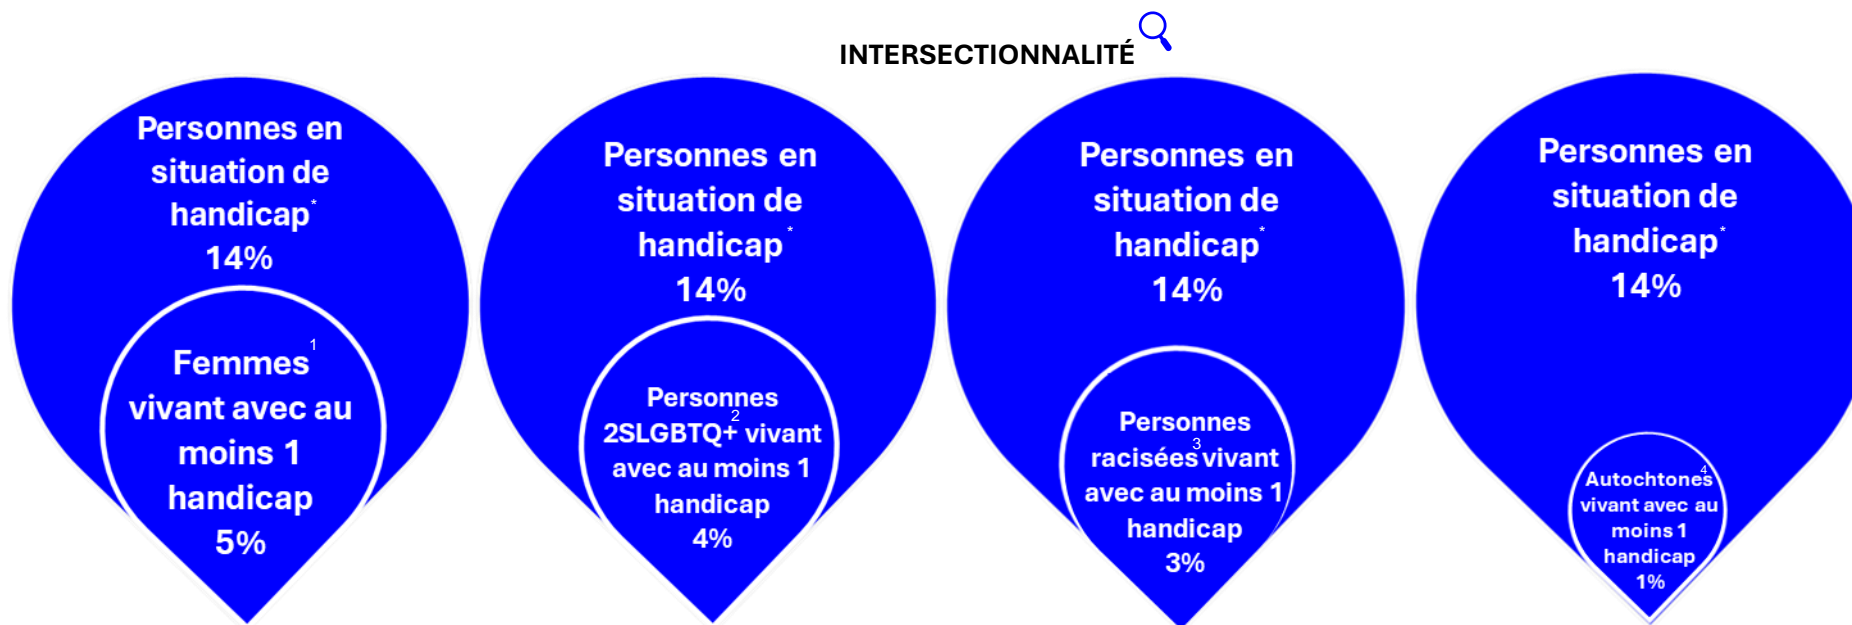 INTERSECTIONNALITÉ
Personnes en
situation de
handicap*
14%
Femmes1
vivant avec au
moins 1
handicap
5%
Personnes en
situation de
handicap*
14%
Personnes
2SLGBTQ+2 vivant
avec au moins 1
handicap
4%
Personnes en
situation de
handicap*
14%
Personnes
racisées3 vivant
avec au moins 1
handicap
3%
Personnes en
situation de
handicap*
14%
Autochtones4
vivant avec au
moins 1
handicap
1%